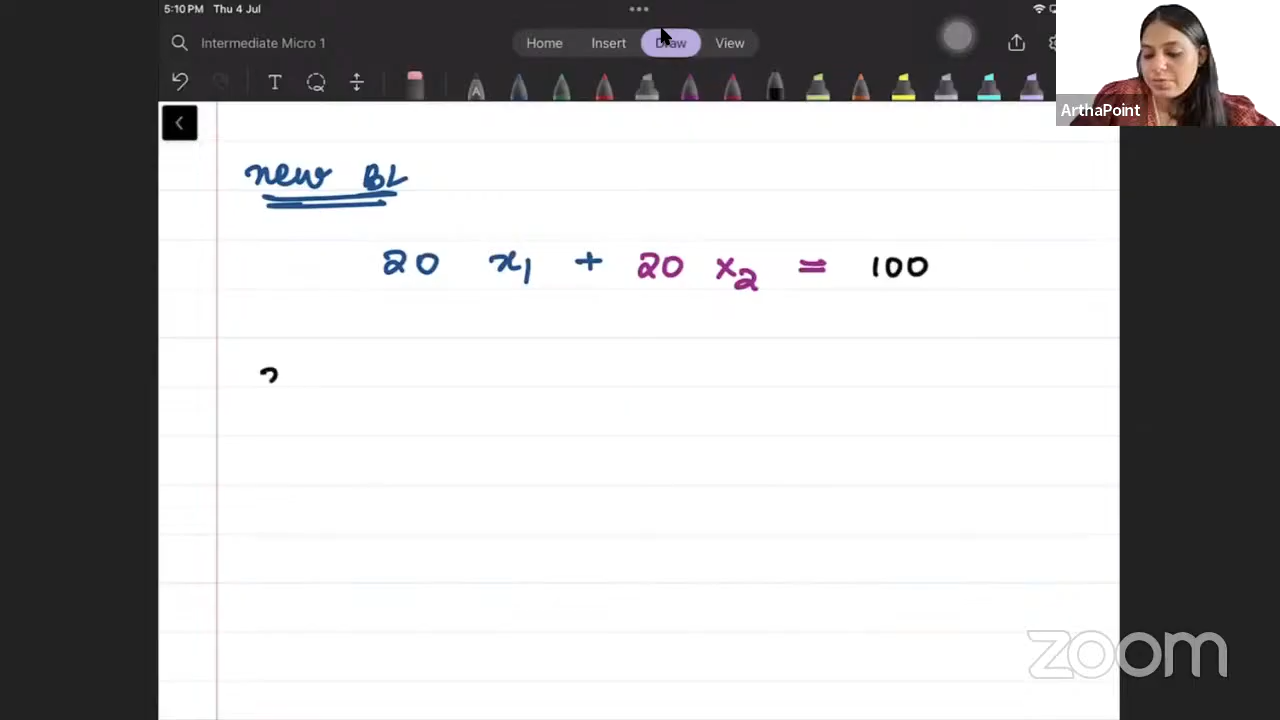 5:10 PM Thu 4 Jul
Intermediate Micro 1
Home Insert Draw View
T A
ArthaPoint
new BL
20 x₁ + 20 x₂ = 100
zoom